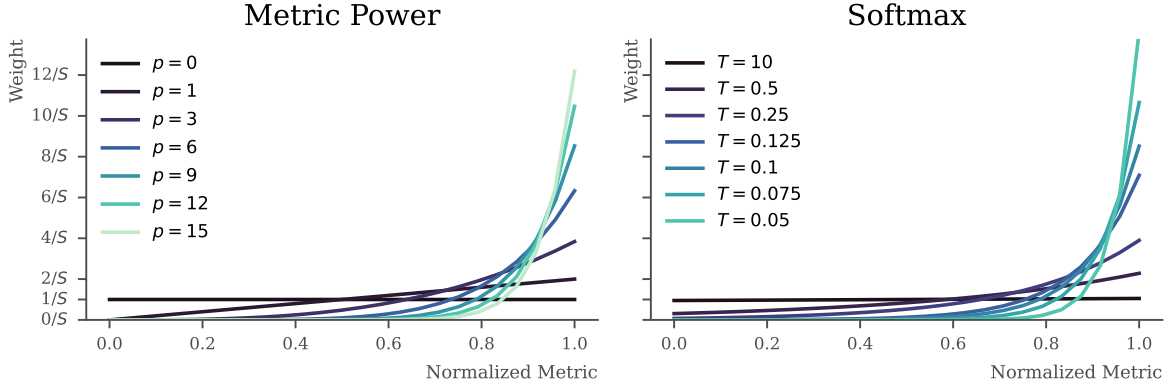 Metric Power
Weight
12/S
10/S
8/S
6/S
4/S
2/S
1/S
0/S
p = 0
p = 1
p = 3
p = 6
p = 9
p = 12
p = 15
0.0 0.2 0.4 0.6 0.8 1.0
Normalized Metric
Softmax
Weight
T = 10
T = 0.5
T = 0.25
T = 0.125
T = 0.1
T = 0.075
T = 0.05
0.0 0.2 0.4 0.6 0.8 1.0
Normalized Metric